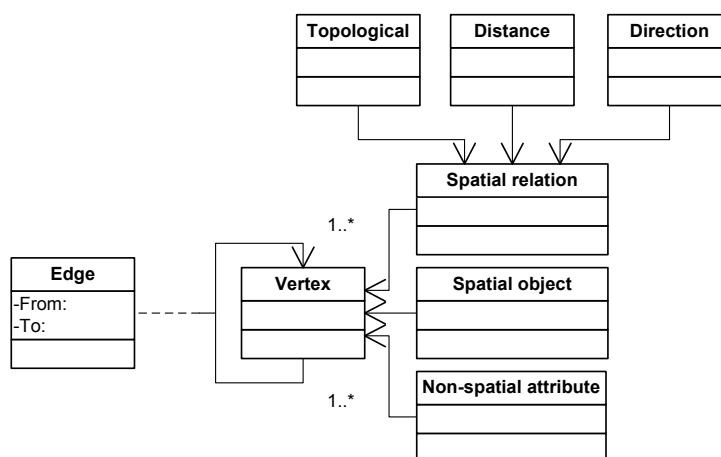 Topological
Distance
Direction
Spatial relation
1..*
Edge
-From:
-To:
Vertex
Spatial object
Non-spatial attribute
1..*